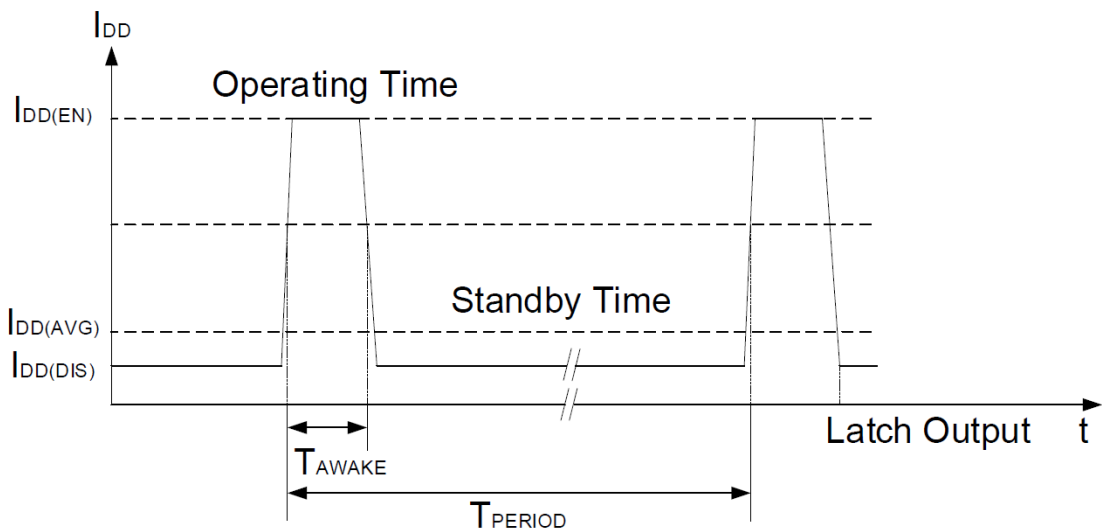 IDD
Operating Time
IDD(EN)
Standby Time
IDD(AVG)
IDD(DIS)
Latch Output t
TAWAKE
TPERIOD